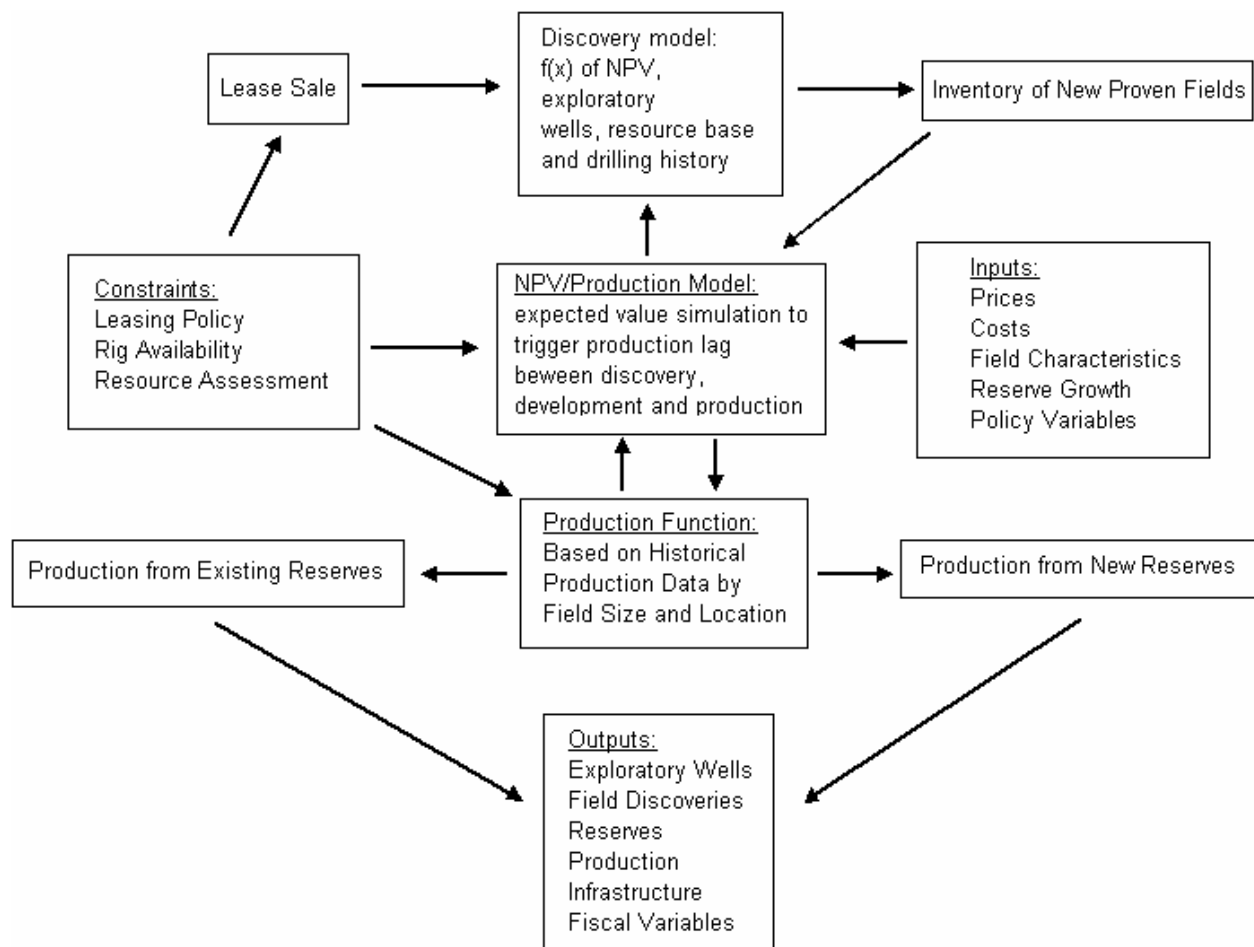 Discovery model:
f(x) of NPV,
exploratory
wells, resource base
and drilling history
Lease Sale
Inventory of New Proven Fields
Constraints:
Leasing Policy
Rig Availability
Resource Assessment
NPV/Production Model:
expected value simulation to
trigger production lag
beween discovery,
development and production
Inputs:
Prices
Costs
Field Characteristics
Reserve Growth
Policy Variables
Production Function:
Based on Historical
Production Data by
Field Size and Location
Production from Existing Reserves
Production from New Reserves
Outputs:
Exploratory Wells
Field Discoveries
Reserves
Production
Infrastructure
Fiscal Variables